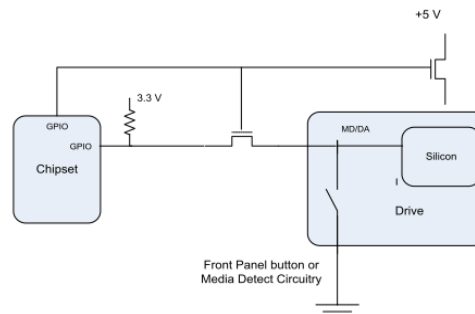 +5 V
3.3 V
GPIO
GPIO
Chipset
MD/DA
Silicon
I
Drive
Front Panel button or
Media Detect Circuitry